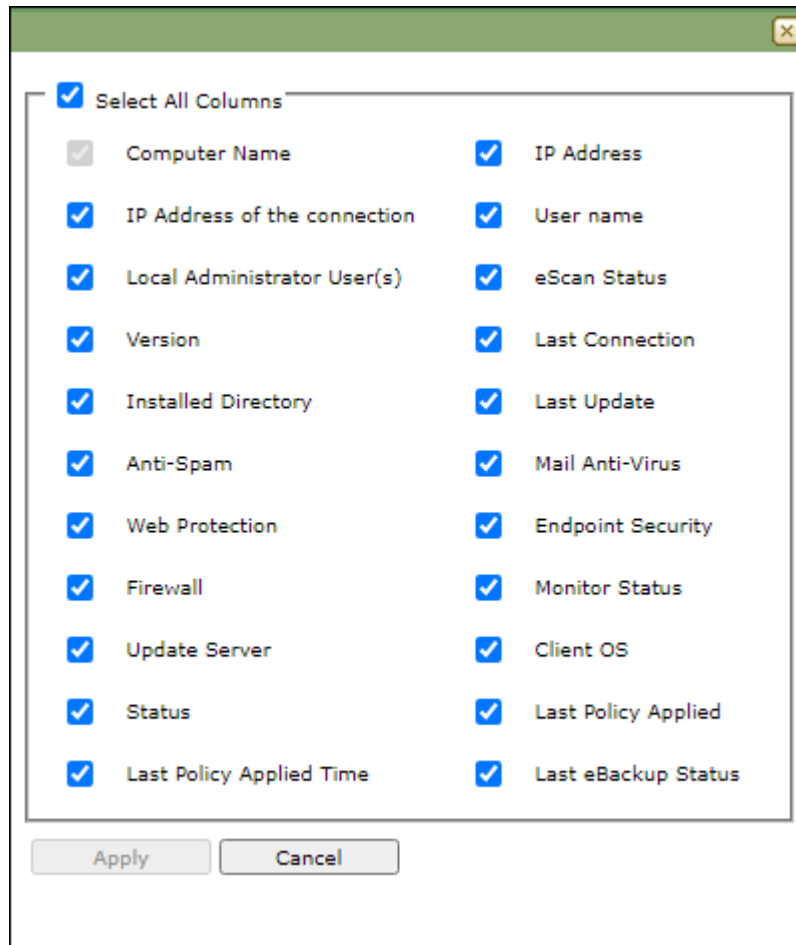 Select All Columns
Computer Name IP Address
IP Address of the connection User name
Local Administrator User(s) eScan Status
Version Last Connection
Installed Directory Last Update
Anti-Spam Mail Anti-Virus
Web Protection Endpoint Security
Firewall Monitor Status
Update Server Client OS
Status Last Policy Applied
Last Policy Applied Time Last eBackup Status
Apply Cancel